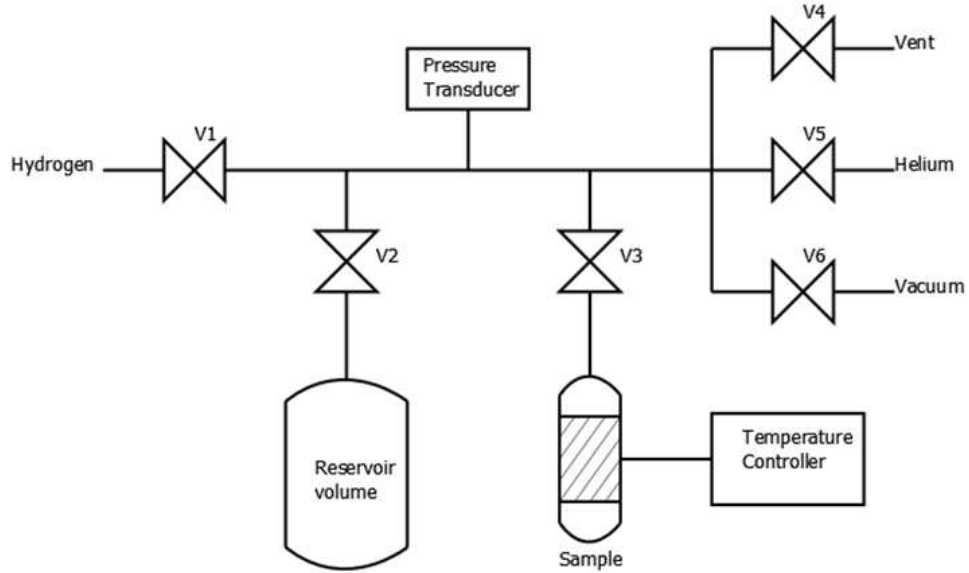 V4
Vent
Pressure
Transducer
V1
Hydrogen
V5
Helium
V2
V3
V6
Vacuum
Reservoir
volume
Temperature
Controller
Sample